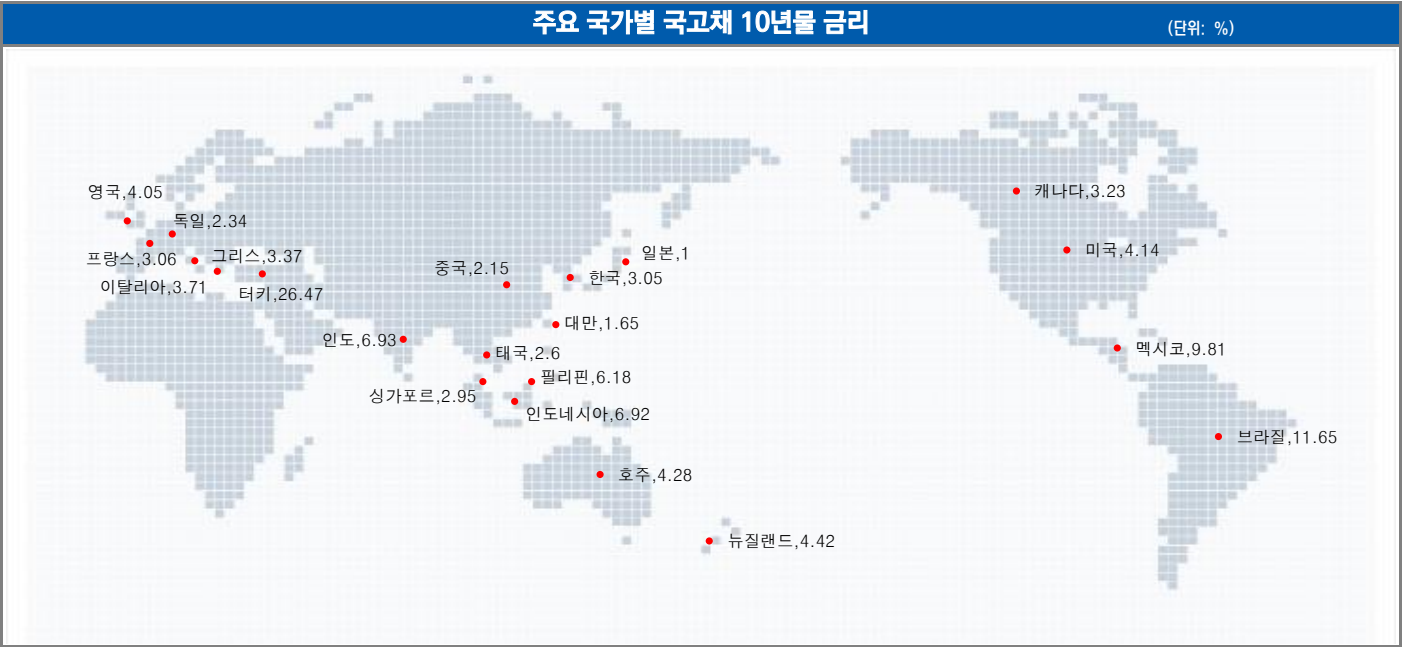 주요 국가별 국고채 10년물 금리
(단위: %)
영국,4.05
독일,2.34
프랑스,3.06
그리스,3.37
이탈리아,3.71
터키,26.47
중국,2.15
일본,1
한국,3.05
대만,1.65
인도,6.93
태국,2.6
필리핀,6.18
싱가포르,2.95
인도네시아,6.92
호주,4.28
뉴질랜드,4.42
캐나다,3.23
미국,4.14
멕시코,9.81
브라질,11.65